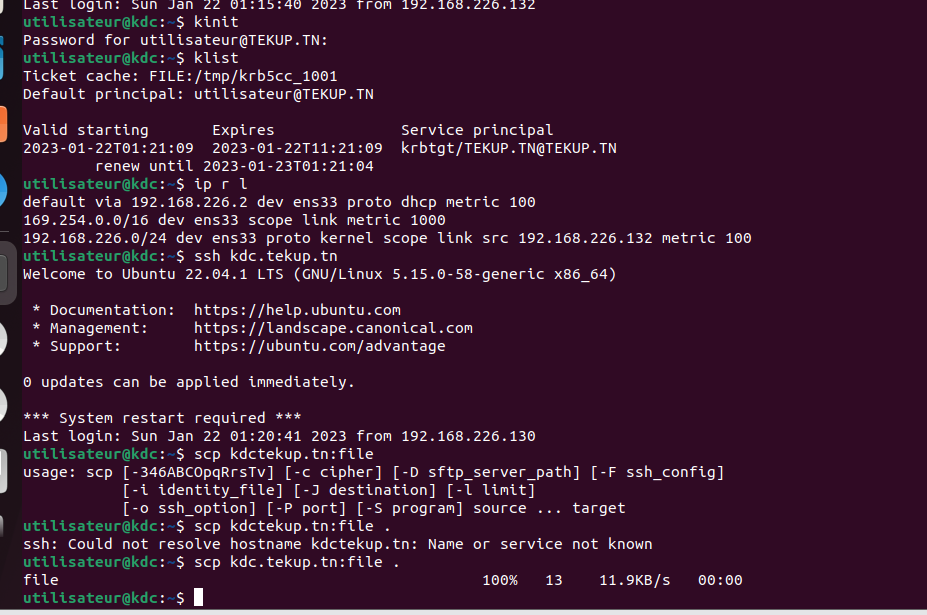 Last login: Sun Jan 22 01:15:40 2023 from 192.168.226.132
utilisateur@kdc:~$ kinit
Password for utilisateur@TEKUP.TN:
utilisateur@kdc:~$ klist
Ticket cache: FILE:/tmp/krb5cc_1001
Default principal: utilisateur@TEKUP.TN
Valid starting       Expires              Service principal
2023-01-22T01:21:09  2023-01-22T11:21:09  krbtgt/TEKUP.TN@TEKUP.TN
        renew until 2023-01-23T01:21:04
utilisateur@kdc:~$ ip r l
default via 192.168.226.2 dev ens33 proto dhcp metric 100
169.254.0.0/16 dev ens33 scope link metric 1000
192.168.226.0/24 dev ens33 proto kernel scope link src 192.168.226.132 metric 100
utilisateur@kdc:~$ ssh kdc.tekup.tn
Welcome to Ubuntu 22.04.1 LTS (GNU/Linux 5.15.0-58-generic x86_64)
 * Documentation:  https://help.ubuntu.com
 * Management:     https://landscape.canonical.com
 * Support:        https://ubuntu.com/advantage
0 updates can be applied immediately.
*** System restart required ***
Last login: Sun Jan 22 01:20:41 2023 from 192.168.226.130
utilisateur@kdc:~$ scp kdctekup.tn:file
usage: scp [-346ABCOpqRrsTv] [-c cipher] [-D sftp_server_path] [-F ssh_config]
           [-i identity_file] [-J destination] [-l limit]
           [-o ssh_option] [-P port] [-S program] source ... target
utilisateur@kdc:~$ scp kdctekup.tn:file .
ssh: Could not resolve hostname kdctekup.tn: Name or service not known
utilisateur@kdc:~$ scp kdc.tekup.tn:file .
file                                               100%   13    11.9KB/s   00:00
utilisateur@kdc:~$